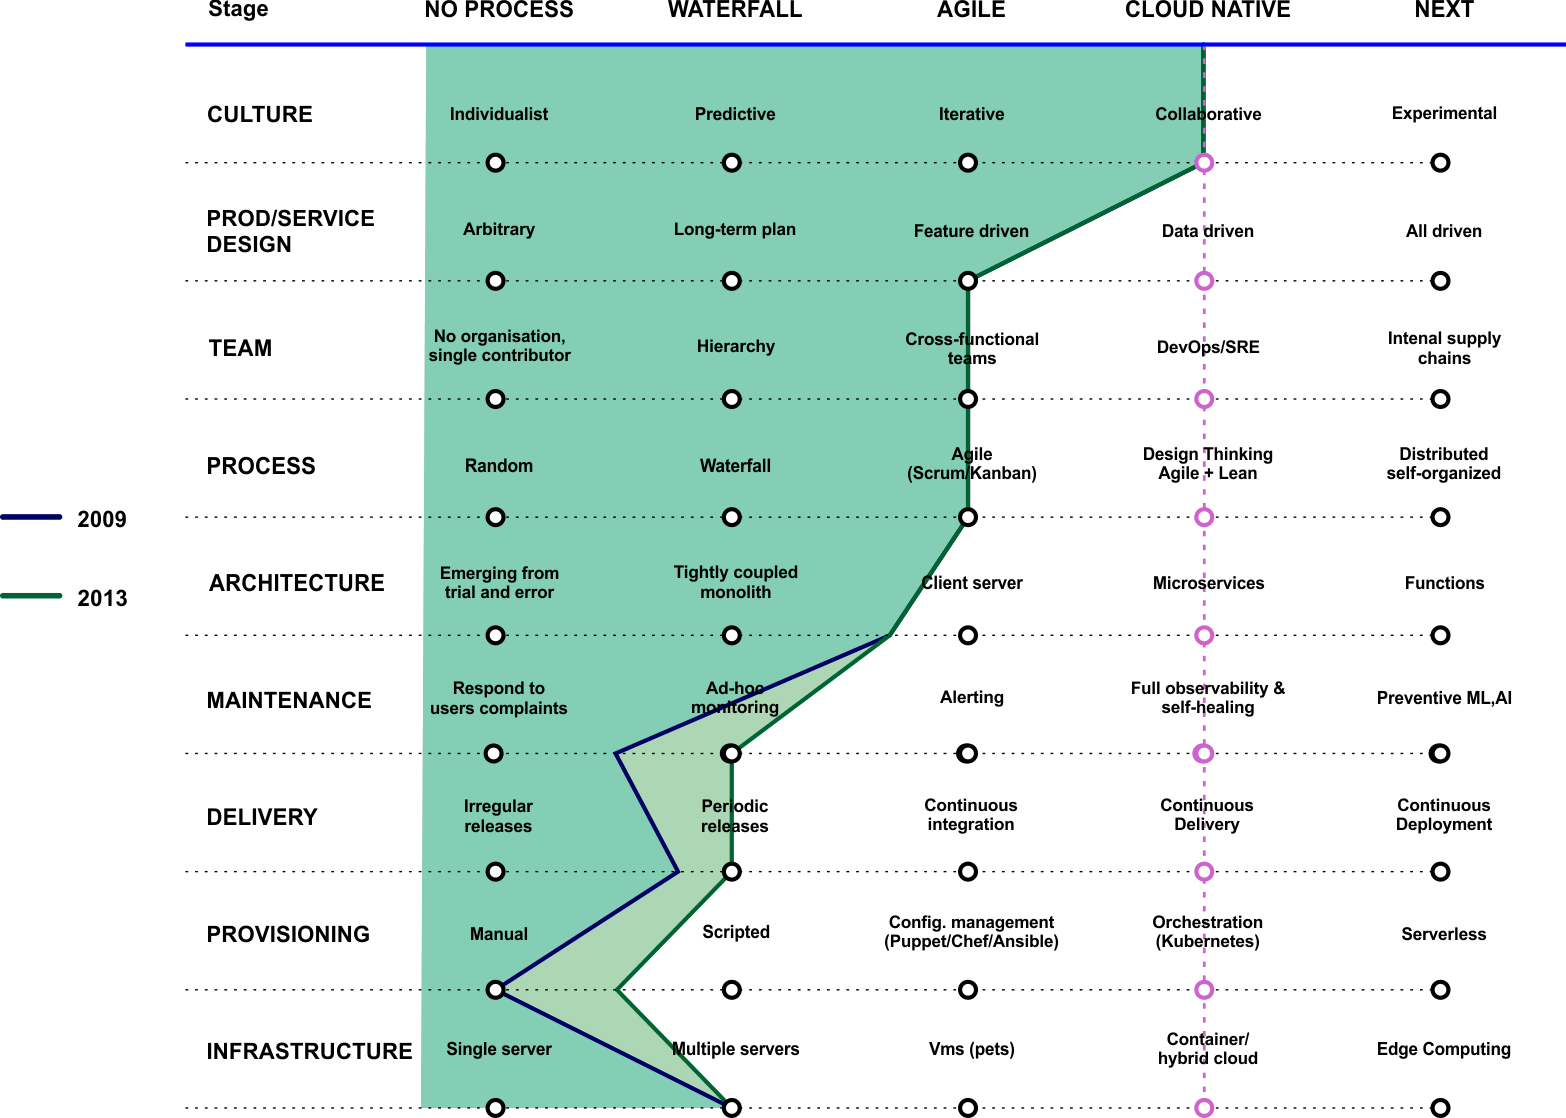 Stage NO PROCESS WATERFALL AGILE CLOUD NATIVE NEXT
CULTURE Individualist Predictive Iterative Collaborative Experimental
PROD/SERVICE
DESIGN
Arbitrary Long-term plan Feature driven Data driven All driven
TEAM
No organisation,
single contributor
Hierarchy
Cross-functional
teams
DevOps/SRE
Intenal supply
chains
PROCESS
Random
Waterfall
Agile
(Scrum/Kanban)
Design Thinking
Agile + Lean
Distributed
self-organized
2009
2013
ARCHITECTURE
Emerging from
trial and error
Tightly coupled
monolith
Client server
Microservices
Functions
MAINTENANCE
Respond to
users complaints
Ad-hoc
monitoring
Alerting
Full observability &
self-healing
Preventive ML,AI
DELIVERY
Irregular
releases
Periodic
releases
Continuous
integration
Continuous
Delivery
Continuous
Deployment
PROVISIONING
Manual
Scripted
Config. management
(Puppet/Chef/Ansible)
Orchestration
(Kubernetes)
Serverless
INFRASTRUCTURE
Single server
Multiple servers
Vms (pets)
Container/
hybrid cloud
Edge Computing